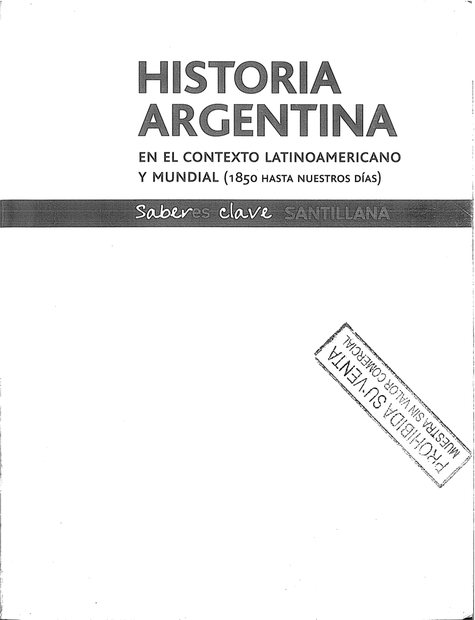 HISTORIA
ARGENTINA
EN EL CONTEXTO LATINOAMERICANO
Y MUNDIAL (1850 HASTA NUESTROS DÍAS)
Saberes clave SANTILLANA
PROHIBIDA SU VENTA
MUESTRA SIN VALOR COMERCIAL